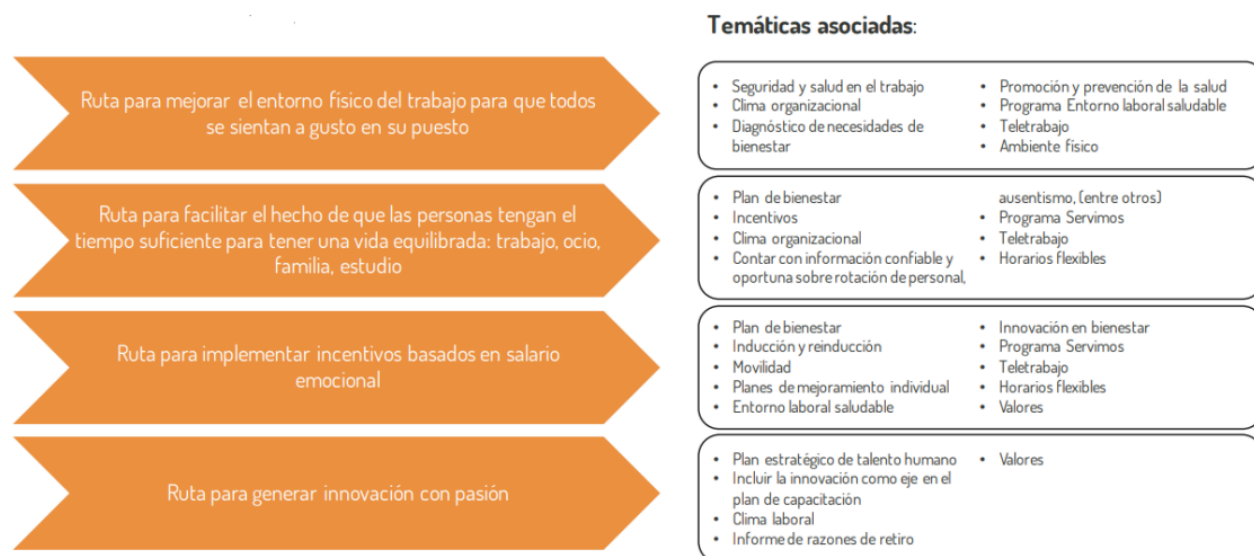 Temáticas asociadas:
Ruta para mejorar el entorno físico del trabajo para que todos
se sientan a gusto en su puesto
• Seguridad y salud en el trabajo
• Clima organizacional
• Diagnóstico de necesidades de
bienestar
• Promoción y prevención de la salud
• Programa Entorno laboral saludable
• Teletrabajo
• Ambiente físico
Ruta para facilitar el hecho de que las personas tengan el
tiempo suficiente para tener una vida equilibrada: trabajo, ocio,
familia, estudio
• Plan de bienestar
• Incentivos
• Clima organizacional
• Contar con información confiable y
oportuna sobre rotación de personal,
ausentismo, (entre otros)
• Programa Servimos
• Teletrabajo
• Horarios flexibles
Ruta para implementar incentivos basados en salario
emocional
• Plan de bienestar
• Inducción y reinducción
• Movilidad
• Planes de mejoramiento individual
• Entorno laboral saludable
• Innovación en bienestar
• Programa Servimos
• Teletrabajo
• Horarios flexibles
• Valores
Ruta para generar innovación con pasión
• Plan estratégico de talento humano
• Incluir la innovación como eje en el
plan de capacitación
• Clima laboral
• Informe de razones de retiro
• Valores